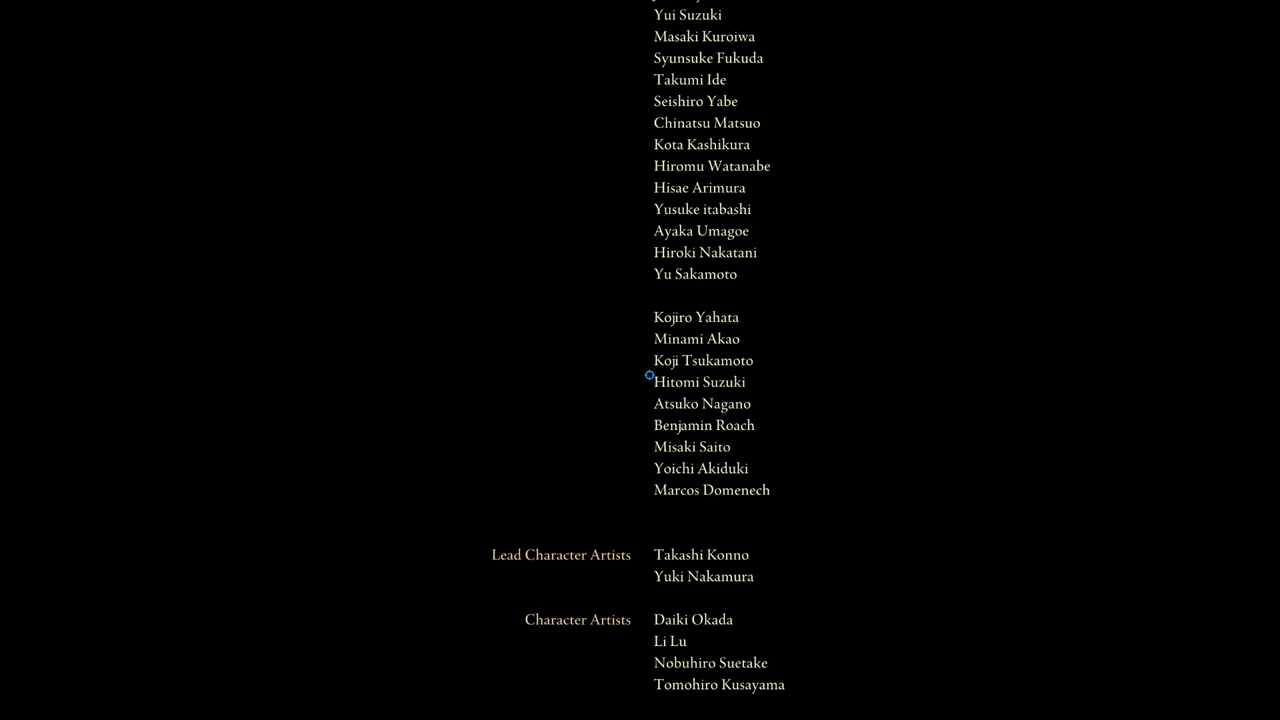 Yui Suzuki
Masaki Kuroiwa
Syunsuke Fukuda
Takumi Ide
Seishiro Yabe
Chinatsu Matsuo
Kota Kashikura
Hiromu Watanabe
Hisae Arimura
Yusuke itabashi
Ayaka Umagoe
Hiroki Nakatani
Yu Sakamoto
Kojiro Yahata
Minami Akao
Koji Tsukamoto
Hitomi Suzuki
Atsuko Nagano
Benjamin Roach
Misaki Saito
Yoichi Akiduki
Marcos Domenech
Lead Character Artists Takashi Konno
Yuki Nakamura
Character Artists Daiki Okada
Li Lu
Nobuhiro Suetake
Tomohiro Kusayama